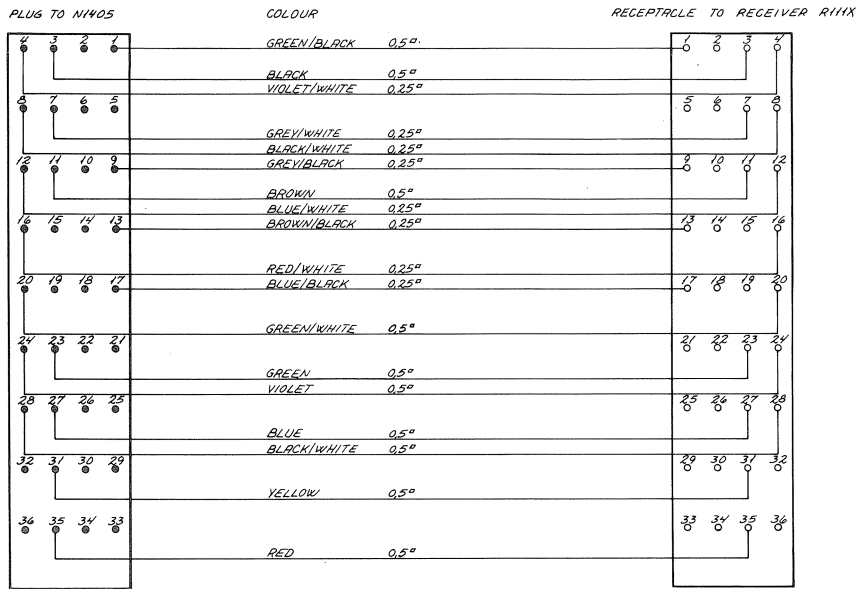 PLUG TO N1405 COLOUR RECEPTACLE TO RECEIVER R111X
GREEN/BLACK 0,5▫
4 3 2 1 1 2 3 4
BLACK 0,5▫
VIOLET/WHITE 0,25▫
8 7 6 5 5 6 7 8
GREY/WHITE 0,25▫
BLACK/WHITE 0,25▫
12 11 10 9 GREY/BLACK 0,25▫ 9 10 11 12
BROWN 0,5▫
BLUE/WHITE 0,25▫
16 15 14 13 BROWN/BLACK 0,25▫ 13 14 15 16
RED/WHITE 0,25▫
20 19 18 17 BLUE/BLACK 0,25▫ 17 18 19 20
GREEN/WHITE 0,5▫
24 23 22 21 21 22 23 24
GREEN 0,5▫
VIOLET 0,5▫
28 27 26 25 25 26 27 28
BLUE 0,5▫
BLACK/WHITE 0,5▫
32 31 30 29 29 30 31 32
YELLOW 0,5▫
36 35 34 33 33 34 35 36
RED 0,5▫